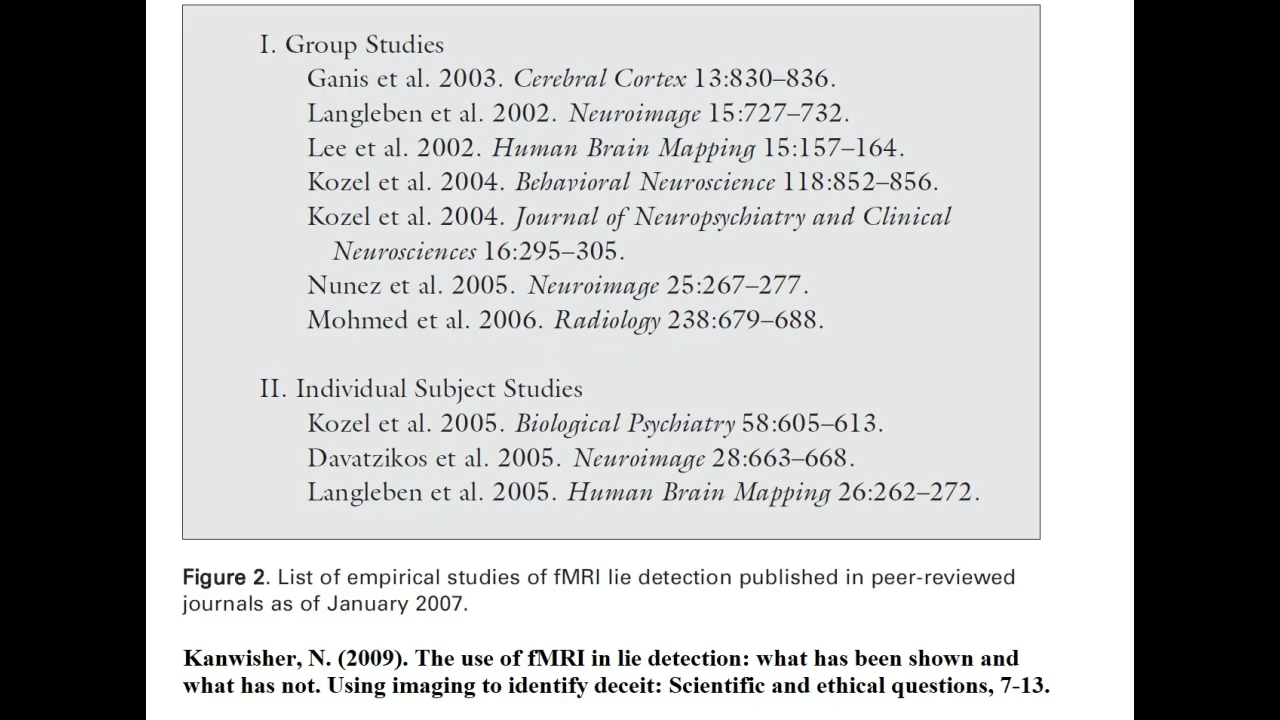 I. Group Studies
Ganis et al. 2003. Cerebral Cortex 13:830–836.
Langleben et al. 2002. Neuroimage 15:727–732.
Lee et al. 2002. Human Brain Mapping 15:157–164.
Kozel et al. 2004. Behavioral Neuroscience 118:852–856.
Kozel et al. 2004. Journal of Neuropsychiatry and Clinical
Neurosciences 16:295–305.
Nunez et al. 2005. Neuroimage 25:267–277.
Mohmed et al. 2006. Radiology 238:679–688.
II. Individual Subject Studies
Kozel et al. 2005. Biological Psychiatry 58:605–613.
Davatzikos et al. 2005. Neuroimage 28:663–668.
Langleben et al. 2005. Human Brain Mapping 26:262–272.
Figure 2. List of empirical studies of fMRI lie detection published in peer-reviewed
journals as of January 2007.
Kanwisher, N. (2009). The use of fMRI in lie detection: what has been shown and
what has not. Using imaging to identify deceit: Scientific and ethical questions, 7-13.